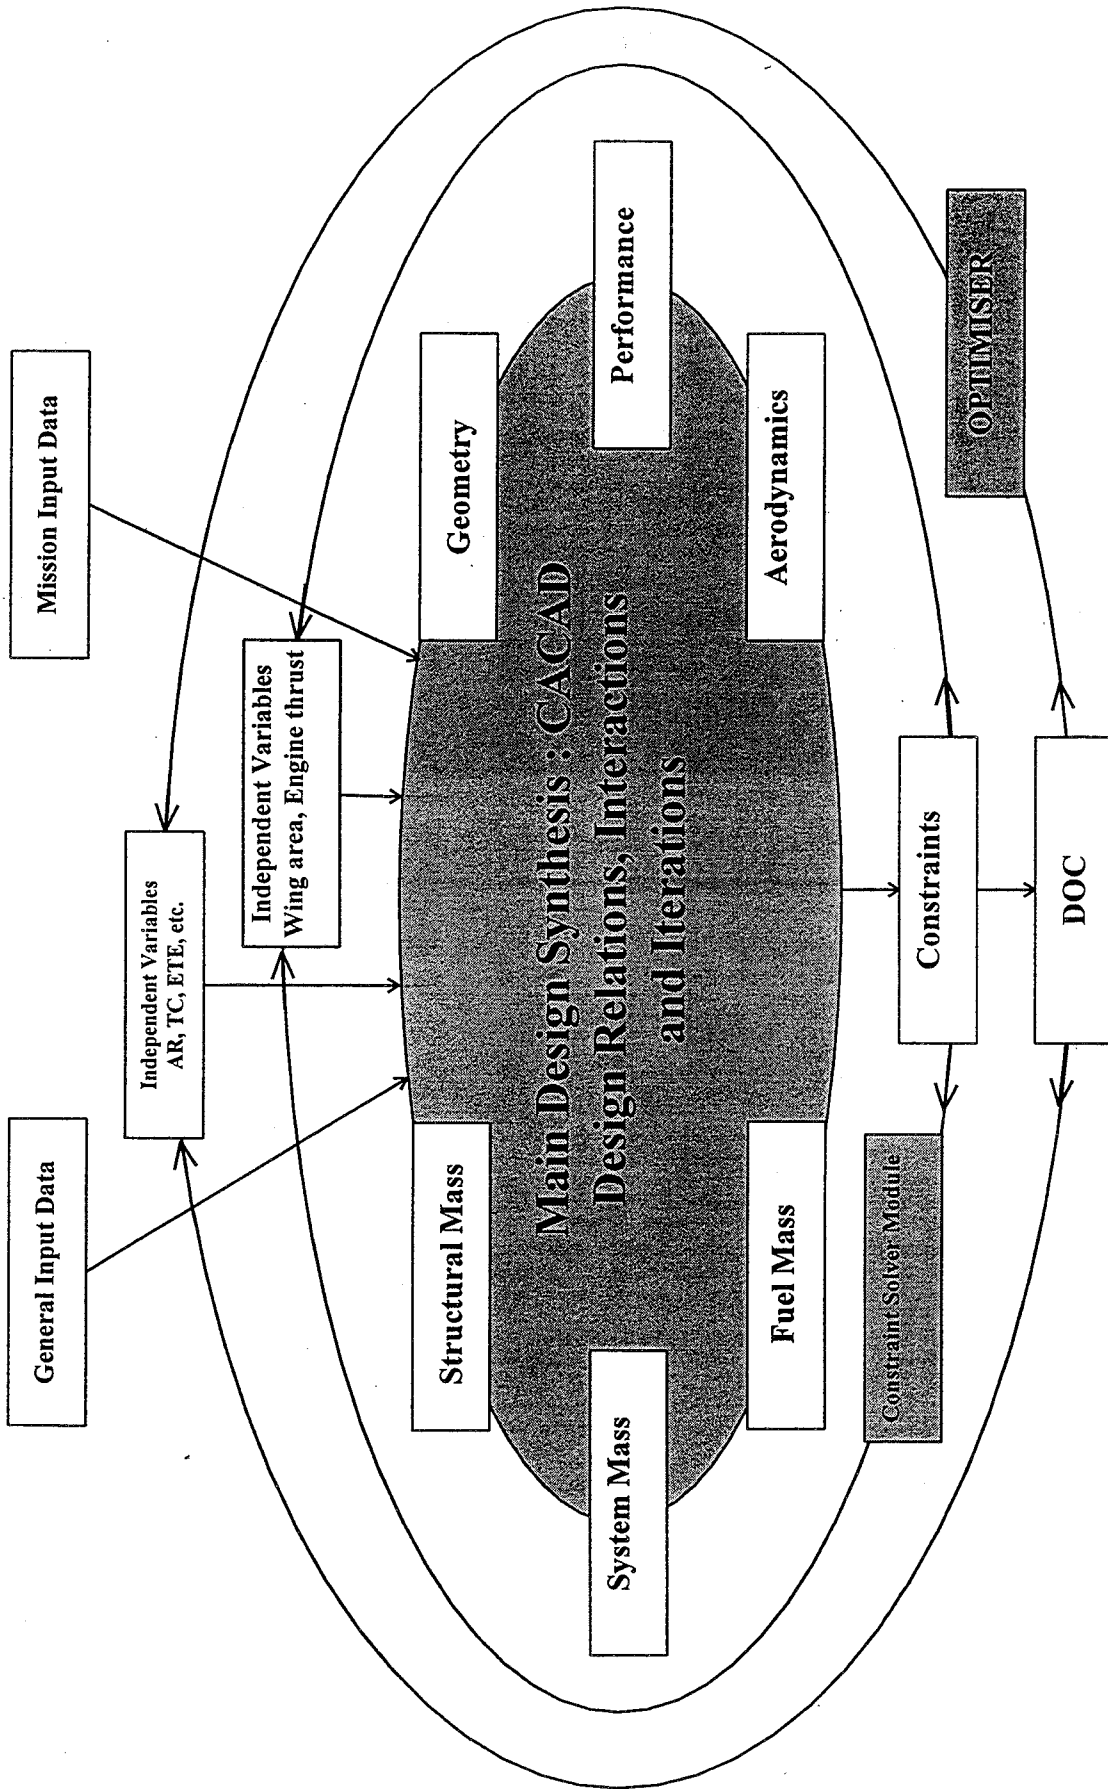 General Input Data
Mission Input Data
Independent Variables
AR, TC, ETE, etc.
Independent Variables
Wing area, Engine thrust
Structural Mass
Geometry
Main Design Synthesis : CACAD
Design Relations, Interactions
and Iterations
System Mass
Performance
Fuel Mass
Aerodynamics
Constraint Solver Module
Constraints
OPTIMISER
DOC